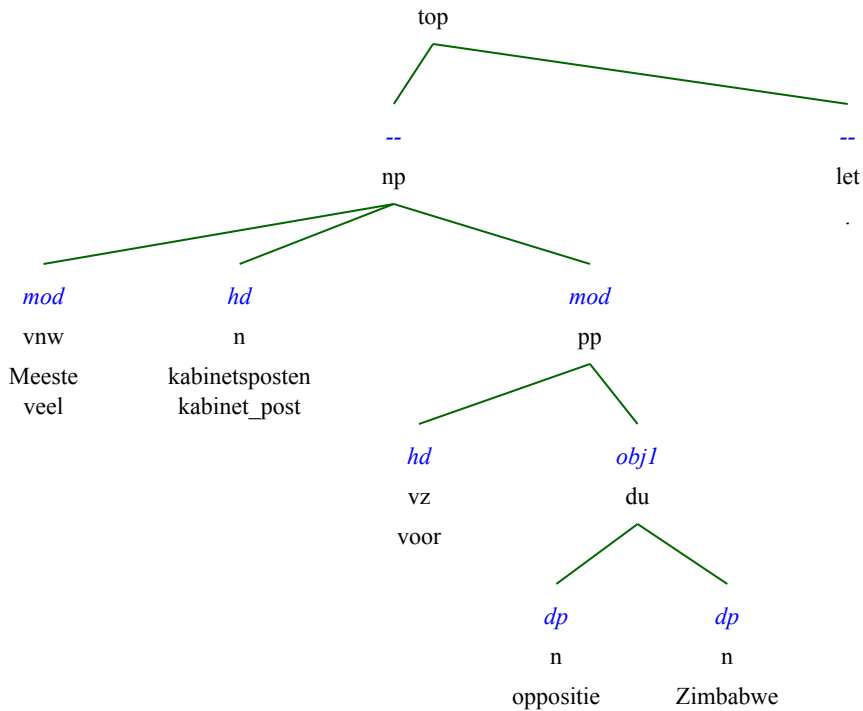 top
-- --
np let
.
mod hd mod
vnw n pp
Meeste kabinetsposten
veel kabinet_post
hd obj1
vz du
voor
dp dp
n n
oppositie Zimbabwe